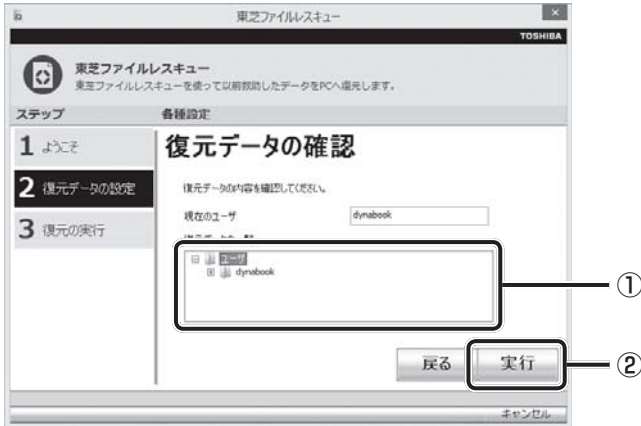 東芝ファイルレスキュー
TOSHIBA
東芝ファイルレスキュー
東芝ファイルレスキューを使って以前救助したデータをPCへ復元します。
ステップ
各種設定
1 ようこそ
2 復元データの設定
3 復元の実行
復元データの確認
復元データの内容を確認してください。
現在のユーザ
dynabook
ユーザ
dynabook
①
戻る
実行
②
キャンセル